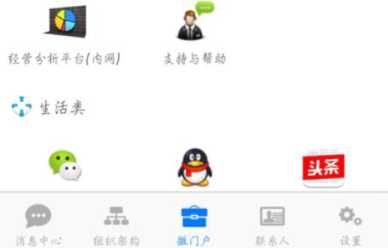 经营分析平台(内网) 支持与帮助
生活类
头条
消息中心 组织架构 微门户 联系人 设置